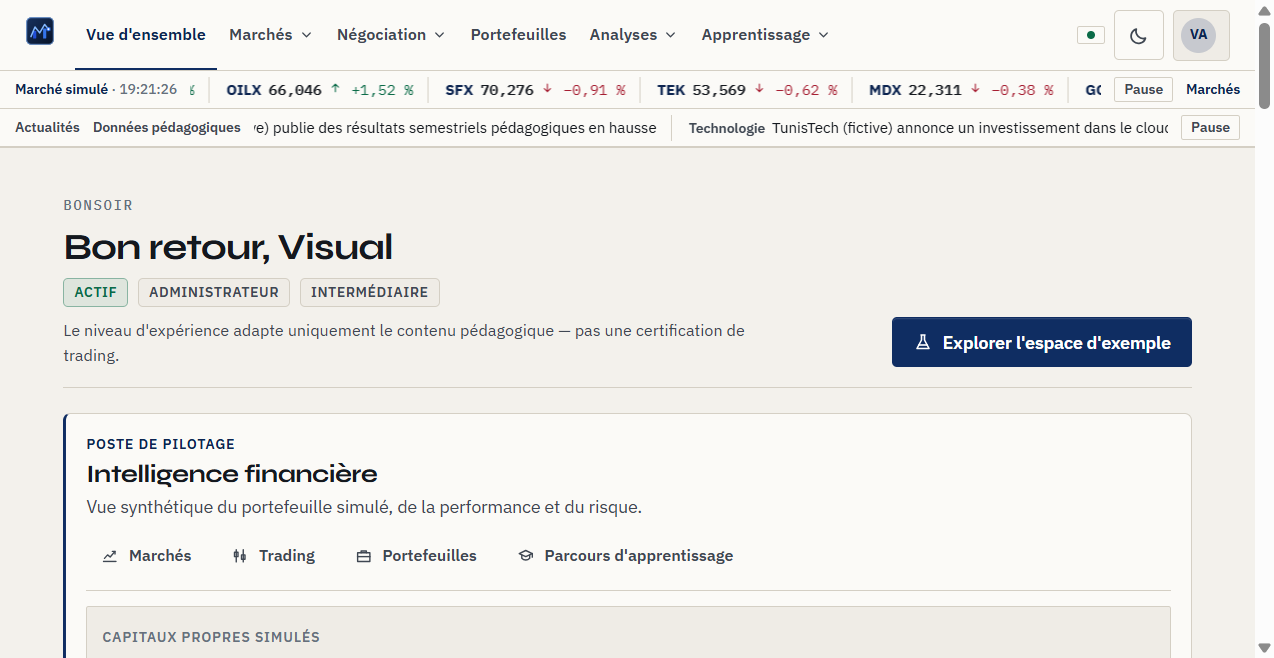 Vue d'ensemble Marchés Négociation Portefeuilles Analyses Apprentissage VA
Marché simulé · 19:21:26 % OILX 66,046 ↑ +1,52 % SFX 70,276 ↓ −0,91 % TEK 53,569 ↓ −0,62 % MDX 22,311 ↓ −0,38 % Pause Marchés
Actualités Données pédagogiques ve) publie des résultats semestriels pédagogiques en hausse Technologie TunisTech (fictive) annonce un investissement dans le cloud Pause
BONSOIR
Bon retour, Visual
ACTIF ADMINISTRATEUR INTERMÉDIAIRE
Le niveau d'expérience adapte uniquement le contenu pédagogique — pas une certification de
trading.
Explorer l'espace d'exemple
POSTE DE PILOTAGE
Intelligence financière
Vue synthétique du portefeuille simulé, de la performance et du risque.
Marchés Trading Portefeuilles Parcours d'apprentissage
CAPITAUX PROPRES SIMULÉS